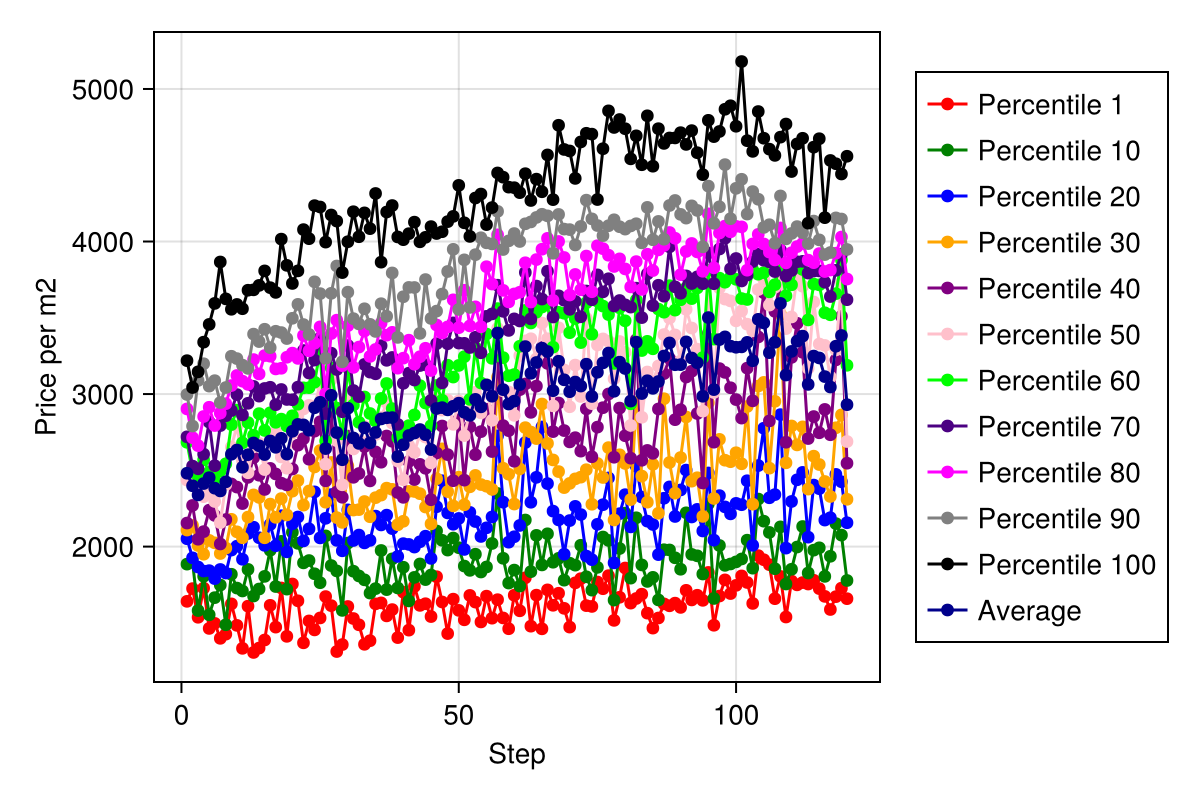 5000
4000
3000
2000
Price per m2
0
50
100
Step
Percentile 1
Percentile 10
Percentile 20
Percentile 30
Percentile 40
Percentile 50
Percentile 60
Percentile 70
Percentile 80
Percentile 90
Percentile 100
Average